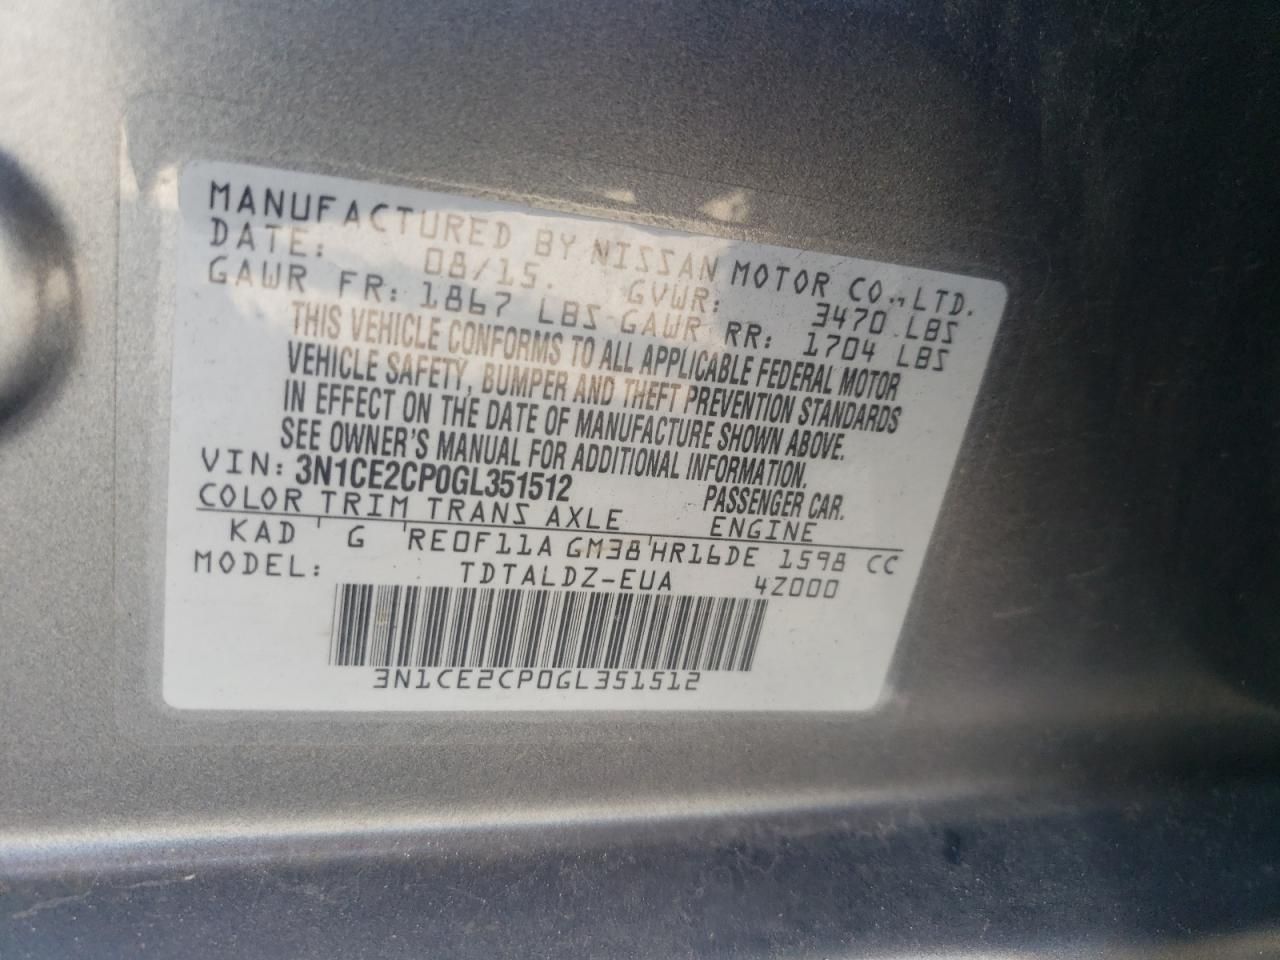 MANUFACTURED BY NISSAN MOTOR CO.,LTD.
DATE: 08/15. GVWR: 3470 LBS
GAWR FR: 1867 LBS GAWR RR: 1704 LBS
THIS VEHICLE CONFORMS TO ALL APPLICABLE FEDERAL MOTOR
VEHICLE SAFETY, BUMPER AND THEFT PREVENTION STANDARDS
IN EFFECT ON THE DATE OF MANUFACTURE SHOWN ABOVE.
SEE OWNER'S MANUAL FOR ADDITIONAL INFORMATION.
VIN: 3N1CE2CP0GL351512 PASSENGER CAR.
COLOR TRIM TRANS AXLE ENGINE
KAD ' G 'RE0F11A GM38'HR16DE 1598 CC
MODEL: TDTALDZ-EUA 4Z000
3N1CE2CP0GL351512